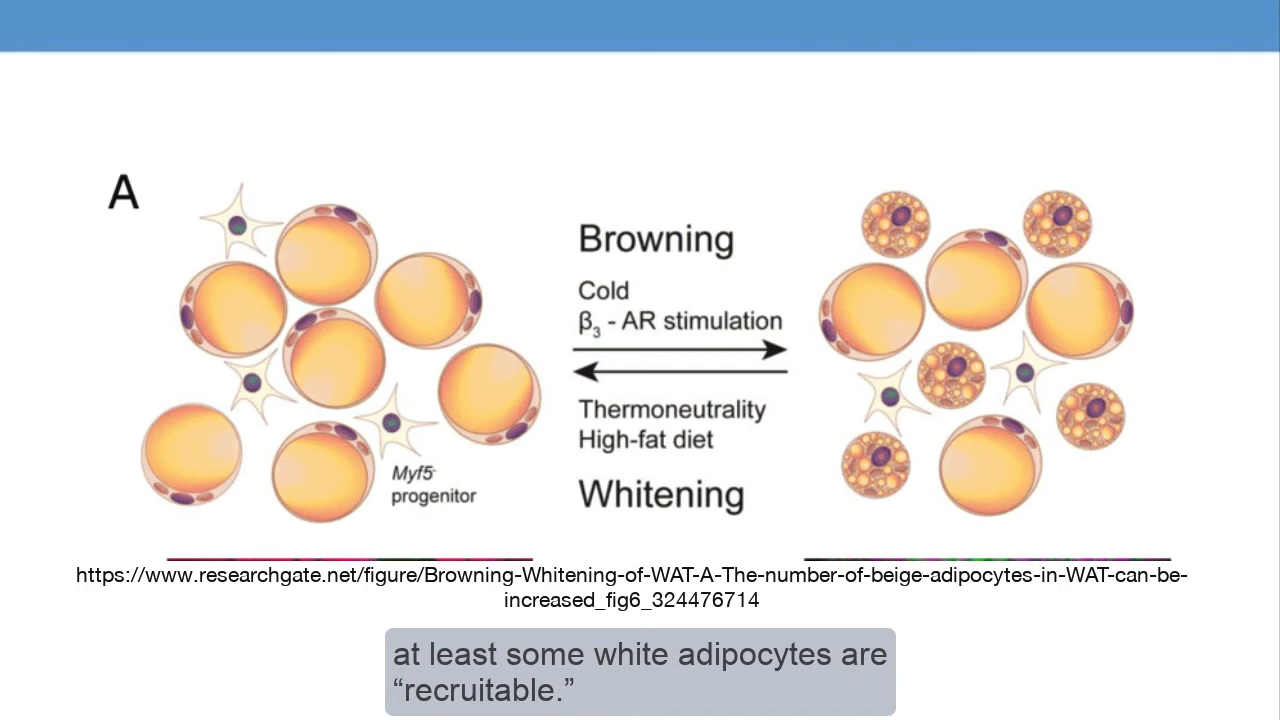 A
Browning
Cold
β3 - AR stimulation
Thermoneutrality
High-fat diet
Whitening
Myf5-
progenitor
https://www.researchgate.net/figure/Browning-Whitening-of-WAT-A-The-number-of-beige-adipocytes-in-WAT-can-be-
increased_fig6_324476714
at least some white adipocytes are
“recruitable.”